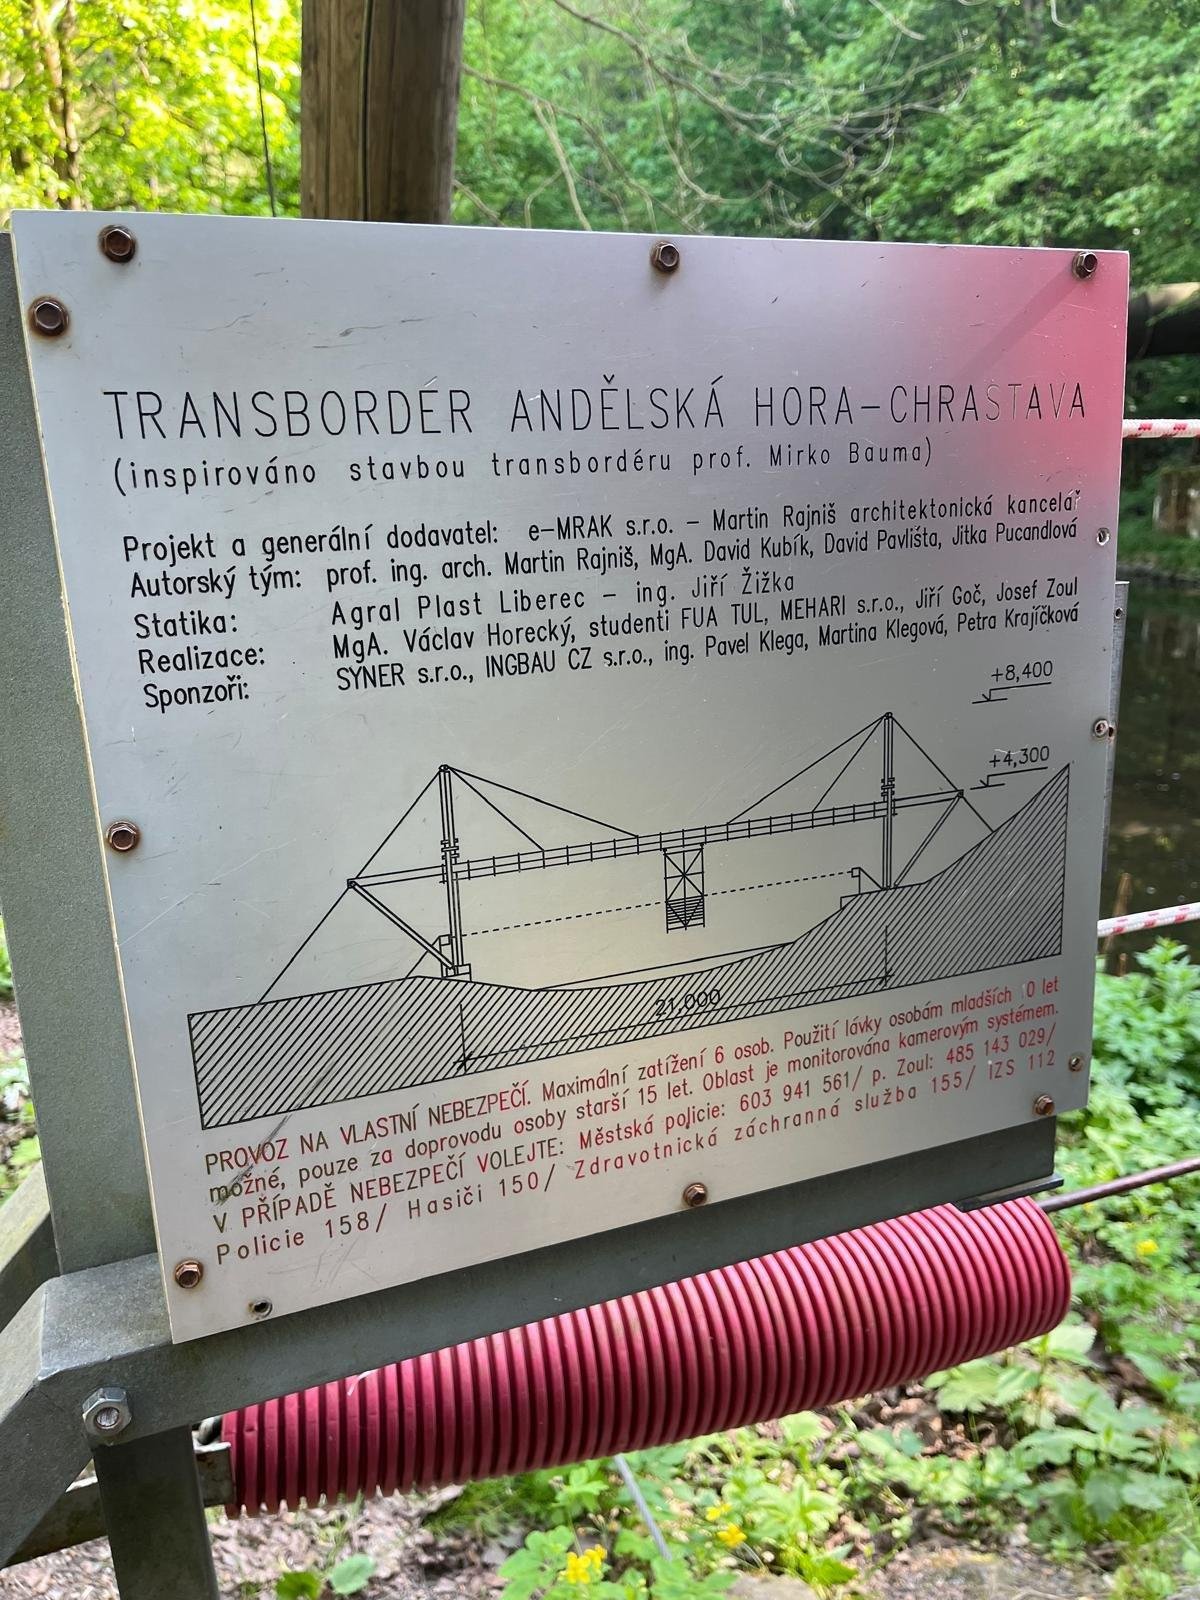 TRANSBORDÉR ANDĚLSKÁ HORA-CHRASTAVA
(inspirováno stavbou transbordéru prof. Mirko Bauma)
Projekt a generální dodavatel: e-MRAK s.r.o. - Martin Rajniš architektonická kancelář
Autorský tým: prof. ing. arch. Martin Rajniš, MgA. David Kubík, David Pavlišta, Jitka Pucandlová
Statika: Agral Plast Liberec - ing. Jiří Žižka
Realizace: MgA. Václav Horecký, studenti FUA TUL, MEHARI s.r.o., Jiří Goč, Josef Zoul
Sponzoři: SYNER s.r.o., INGBAU CZ s.r.o., ing. Pavel Klega, Martina Klegová, Petra Krajíčková
+8,400
+4,300
21,000
PROVOZ NA VLASTNÍ NEBEZPEČÍ. Maximální zatížení 6 osob. Použití lávky osobám mladších 0 let
možné, pouze za doprovodu osoby starší 15 let. Oblast je monitorována kamerovým systémem.
V PŘÍPADĚ NEBEZPEČÍ VOLEJTE: Městská policie: 603 941 561/ p. Zoul: 485 143 029/
Policie 158/ Hasiči 150/ Zdravotnická záchranná služba 155/ IZS 112